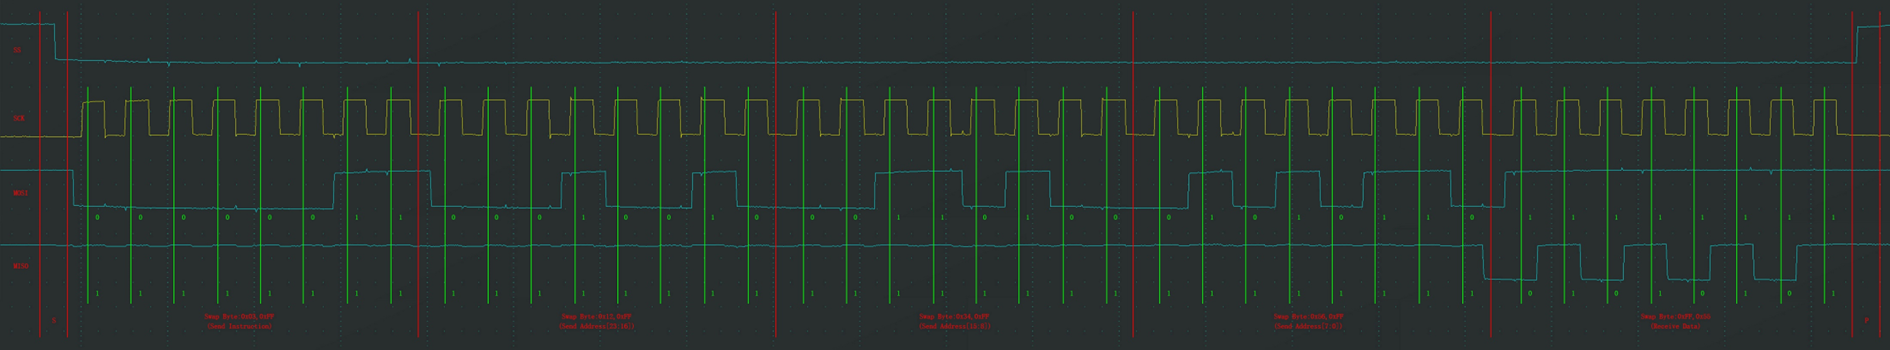 SS
SCK
MOSI
0 0 0 0 0 0 1 1 0 0 0 1 0 0 1 0 0 0 1 1 0 1 0 0 0 1 0 1 0 1 1 0 1 1 1 1 1 1 1 1
MISO
1 1 1 1 1 1 1 1 1 1 1 1 1 1 1 1 1 1 1 1 1 1 1 1 1 1 1 1 1 1 1 1 0 1 0 1 0 1 0 1
S
Swap Byte:0x03,0xFF
(Send Instruction)
Swap Byte:0x12,0xFF
(Send Address[23:16])
Swap Byte:0x34,0xFF
(Send Address[15:8])
Swap Byte:0x56,0xFF
(Send Address[7:0])
Swap Byte:0xFF,0x55
(Receive Data)
P